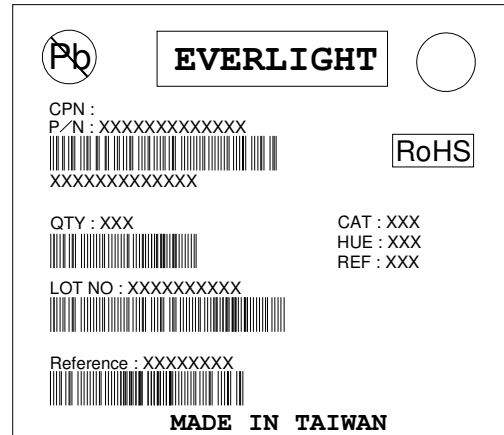 Pb
EVERLIGHT
CPN :
P/N : XXXXXXXXXXXXX
RoHS
XXXXXXXXXXXXX
QTY : XXX
CAT : XXX
HUE : XXX
REF : XXX
LOT NO : XXXXXXXXXX
Reference : XXXXXXXX
MADE IN TAIWAN